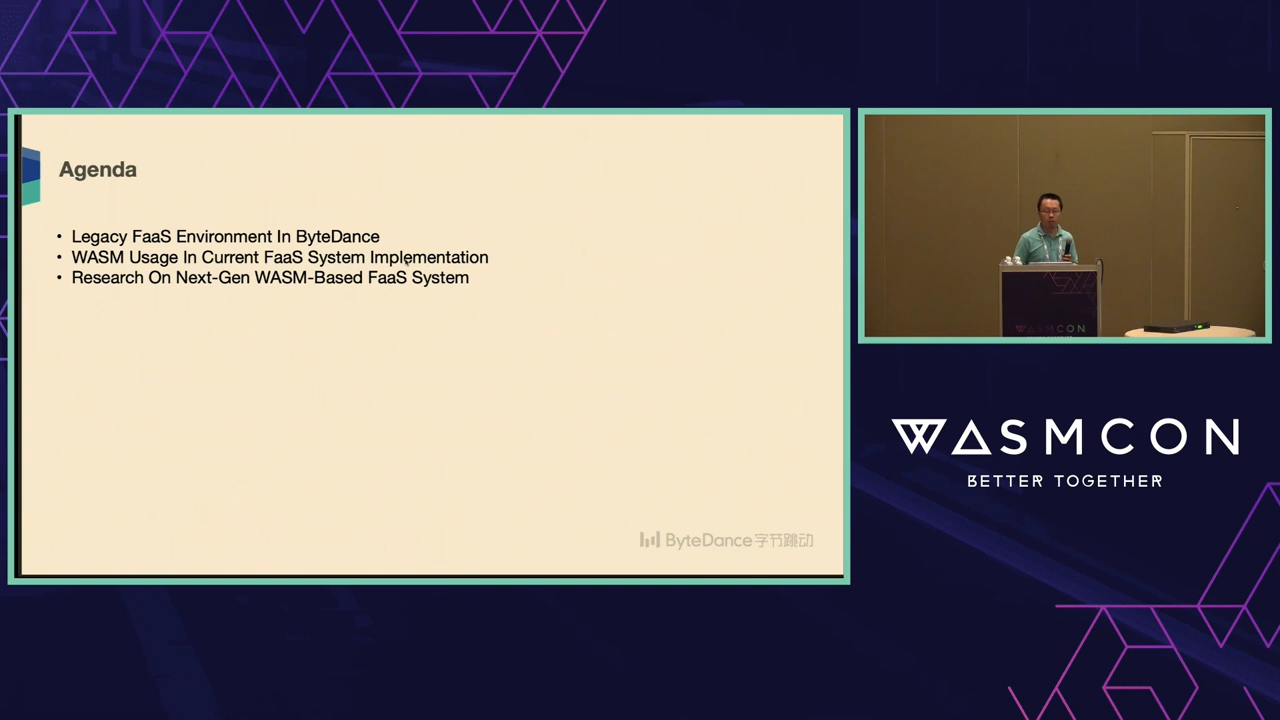 Agenda
• Legacy FaaS Environment In ByteDance
• WASM Usage In Current FaaS System Implementation
• Research On Next-Gen WASM-Based FaaS System
ByteDance字节跳动
WASMCON
WASMCON
BETTER TOGETHER